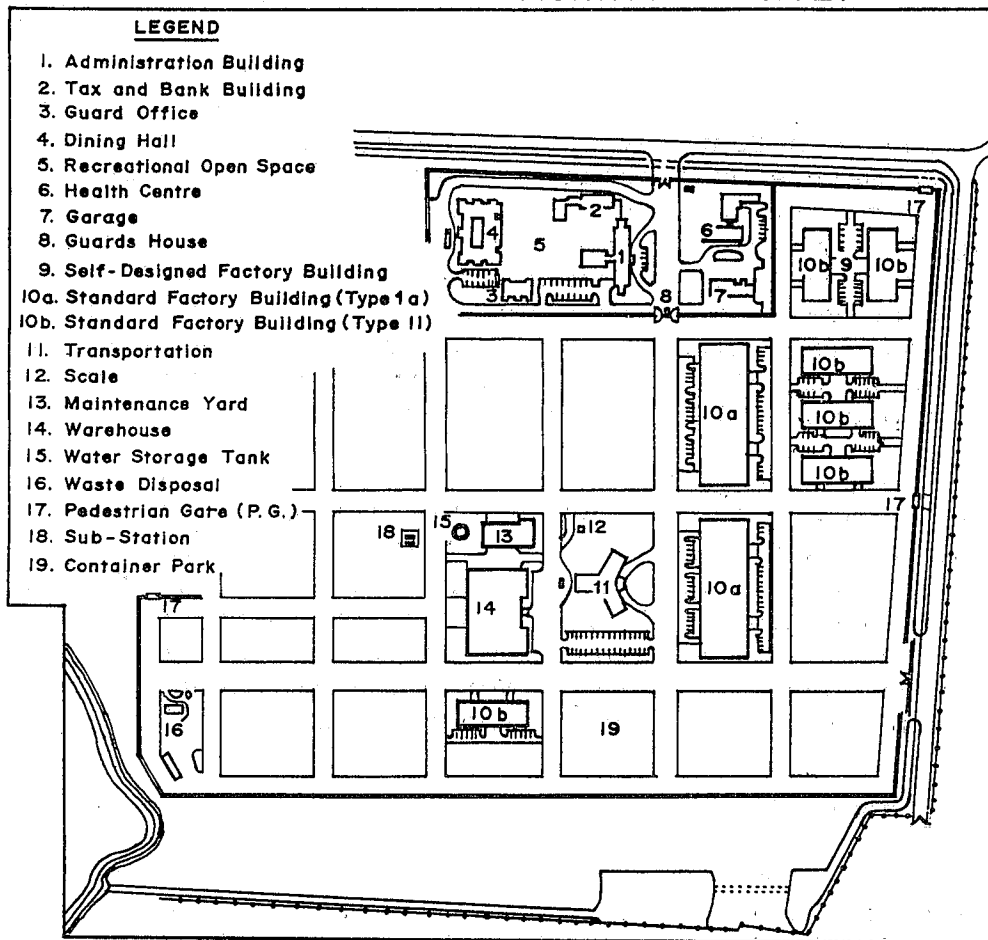 LEGEND
1. Administration Building
2. Tax and Bank Building
3. Guard Office
4. Dining Hall
5. Recreational Open Space
6. Health Centre
7. Garage
8. Guards House
9. Self-Designed Factory Building
10a. Standard Factory Building (Type 1a)
10b. Standard Factory Building (Type 11)
11. Transportation
12. Scale
13. Maintenance Yard
14. Warehouse
15. Water Storage Tank
16. Waste Disposal
17. Pedestrian Gate (P.G.)
18. Sub-Station
19. Container Park
17
2
4
6
5
1
10b 9 10b
3
8
7
10b
10a
10b
10b
17
15
12
18
13
10a
11
14
17
10b
16
19